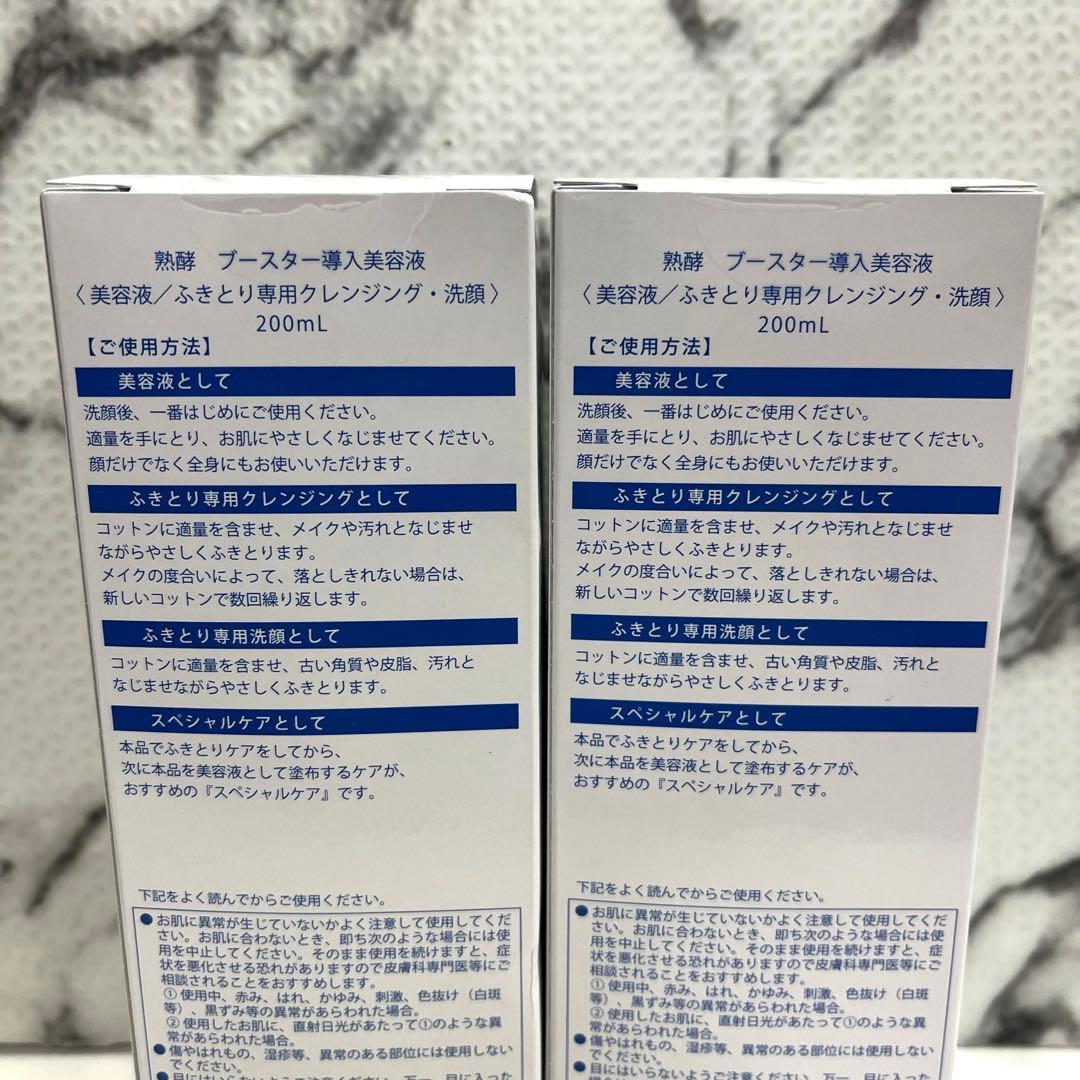 熟酵　ブースター導入美容液
〈 美容液／ふきとり専用クレンジング・洗顔 〉
200mL
【ご使用方法】
美容液として
洗顔後、一番はじめにご使用ください。
適量を手にとり、お肌にやさしくなじませてください。
顔だけでなく全身にもお使いいただけます。
ふきとり専用クレンジングとして
コットンに適量を含ませ、メイクや汚れとなじませ
ながらやさしくふきとります。
メイクの度合いによって、落としきれない場合は、
新しいコットンで数回繰り返します。
ふきとり専用洗顔として
コットンに適量を含ませ、古い角質や皮脂、汚れと
なじませながらやさしくふきとります。
スペシャルケアとして
本品でふきとりケアをしてから、
次に本品を美容液として塗布するケアが、
おすすめの『スペシャルケア』です。
下記をよく読んでからご使用ください。
●お肌に異常が生じていないかよく注意して使用してくだ
さい。お肌に合わないとき、即ち次のような場合には使
用を中止してください。そのまま使用を続けますと、症
状を悪化させる恐れがありますので皮膚科専門医等にご
相談されることをおすすめします。
①使用中、赤み、はれ、かゆみ、刺激、色抜け（白斑
等）、黒ずみ等の異常があらわれた場合。
②使用したお肌に、直射日光があたって①のような異
常があらわれた場合。
●傷やはれもの、湿疹等、異常のある部位には使用しない
でください。
●目にはいらないようご注意ください。万一、目に入った
熟酵　ブースター導入美容液
〈 美容液／ふきとり専用クレンジング・洗顔 〉
200mL
【ご使用方法】
美容液として
洗顔後、一番はじめにご使用ください。
適量を手にとり、お肌にやさしくなじませてください。
顔だけでなく全身にもお使いいただけます。
ふきとり専用クレンジングとして
コットンに適量を含ませ、メイクや汚れとなじませ
ながらやさしくふきとります。
メイクの度合いによって、落としきれない場合は、
新しいコットンで数回繰り返します。
ふきとり専用洗顔として
コットンに適量を含ませ、古い角質や皮脂、汚れと
なじませながらやさしくふきとります。
スペシャルケアとして
本品でふきとりケアをしてから、
次に本品を美容液として塗布するケアが、
おすすめの『スペシャルケア』です。
下記をよく読んでからご使用ください。
●お肌に異常が生じていないかよく注意して使用してくだ
さい。お肌に合わないとき、即ち次のような場合には使
用を中止してください。そのまま使用を続けますと、症
状を悪化させる恐れがありますので皮膚科専門医等にご
相談されることをおすすめします。
①使用中、赤み、はれ、かゆみ、刺激、色抜け（白斑
等）、黒ずみ等の異常があらわれた場合。
②使用したお肌に、直射日光があたって①のような異
常があらわれた場合。
●傷やはれもの、湿疹等、異常のある部位には使用しない
でください。
●目にはいらないようご注意ください。万一、目に入った